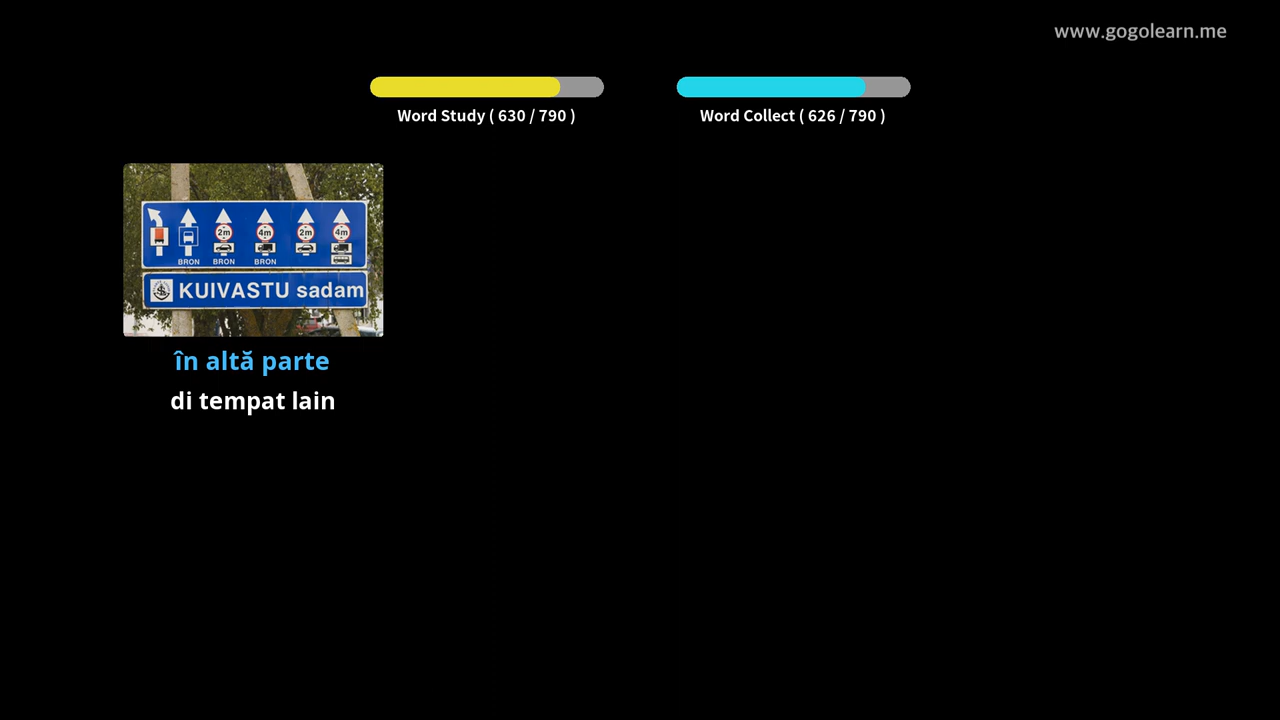 www.gogolearn.me
Word Study ( 630 / 790 )
Word Collect ( 626 / 790 )
2m 4m 2m 4m
BRON BRON BRON
KUIVASTU sadam
în altă parte
di tempat lain